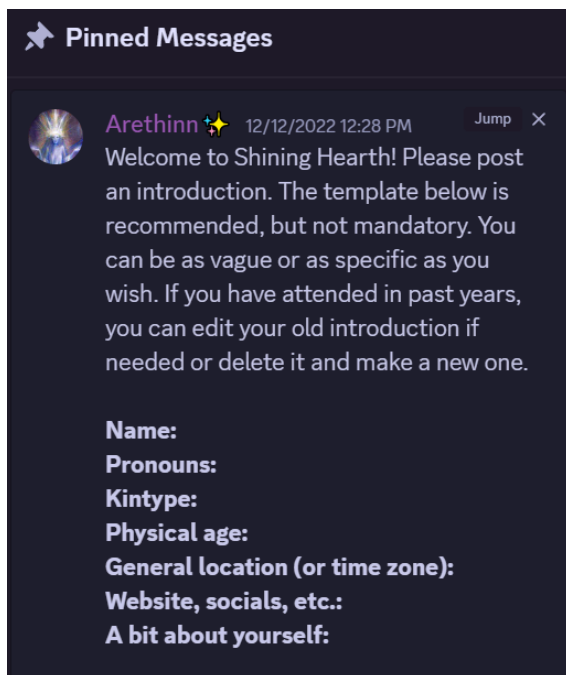 Pinned Messages
Arethinn✨ 12/12/2022 12:28 PM Jump ×
Welcome to Shining Hearth! Please post
an introduction. The template below is
recommended, but not mandatory. You
can be as vague or as specific as you
wish. If you have attended in past years,
you can edit your old introduction if
needed or delete it and make a new one.
Name:
Pronouns:
Kintype:
Physical age:
General location (or time zone):
Website, socials, etc.:
A bit about yourself: